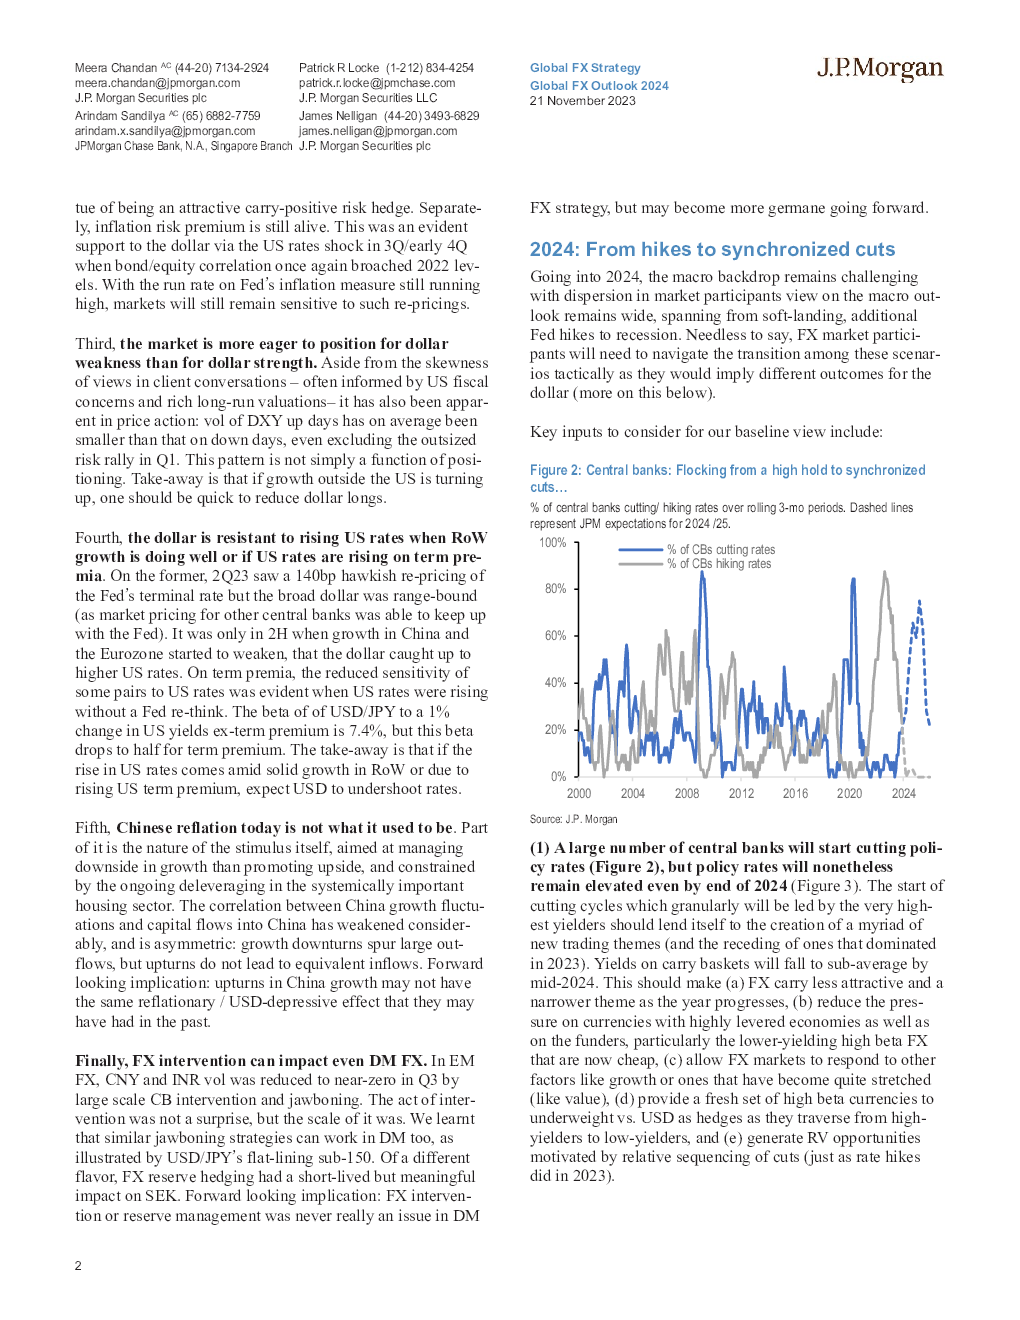 Meera Chandan AC (44-20) 7134-2924
meera.chandan@jpmorgan.com
J.P. Morgan Securities plc
Arindam Sandilya AC (65) 6882-7759
arindam.x.sandilya@jpmorgan.com
JPMorgan Chase Bank, N.A., Singapore Branch
Patrick R Locke (1-212) 834-4254
patrick.r.locke@jpmchase.com
J.P. Morgan Securities LLC
James Nelligan (44-20) 3493-6829
james.nelligan@jpmorgan.com
J.P. Morgan Securities plc
Global FX Strategy
Global FX Outlook 2024
21 November 2023
J.P.Morgan
tue of being an attractive carry-positive risk hedge. Separate-
ly, inflation risk premium is still alive. This was an evident
support to the dollar via the US rates shock in 3Q/early 4Q
when bond/equity correlation once again broached 2022 lev-
els. With the run rate on Fed's inflation measure still running
high, markets will still remain sensitive to such re-pricings.
Third, the market is more eager to position for dollar
weakness than for dollar strength. Aside from the skewness
of views in client conversations – often informed by US fiscal
concerns and rich long-run valuations– it has also been appar-
ent in price action: vol of DXY up days has on average been
smaller than that on down days, even excluding the outsized
risk rally in Q1. This pattern is not simply a function of posi-
tioning. Take-away is that if growth outside the US is turning
up, one should be quick to reduce dollar longs.
Fourth, the dollar is resistant to rising US rates when RoW
growth is doing well or if US rates are rising on term pre-
mia. On the former, 2Q23 saw a 140bp hawkish re-pricing of
the Fed's terminal rate but the broad dollar was range-bound
(as market pricing for other central banks was able to keep up
with the Fed). It was only in 2H when growth in China and
the Eurozone started to weaken, that the dollar caught up to
higher US rates. On term premia, the reduced sensitivity of
some pairs to US rates was evident when US rates were rising
without a Fed re-think. The beta of of USD/JPY to a 1%
change in US yields ex-term premium is 7.4%, but this beta
drops to half for term premium. The take-away is that if the
rise in US rates comes amid solid growth in RoW or due to
rising US term premium, expect USD to undershoot rates.
Fifth, Chinese reflation today is not what it used to be. Part
of it is the nature of the stimulus itself, aimed at managing
downside in growth than promoting upside, and constrained
by the ongoing deleveraging in the systemically important
housing sector. The correlation between China growth fluctu-
ations and capital flows into China has weakened consider-
ably, and is asymmetric: growth downturns spur large out-
flows, but upturns do not lead to equivalent inflows. Forward
looking implication: upturns in China growth may not have
the same reflationary / USD-depressive effect that they may
have had in the past.
Finally, FX intervention can impact even DM FX. In EM
FX, CNY and INR vol was reduced to near-zero in Q3 by
large scale CB intervention and jawboning. The act of inter-
vention was not a surprise, but the scale of it was. We learnt
that similar jawboning strategies can work in DM too, as
illustrated by USD/JPY's flat-lining sub-150. Of a different
flavor, FX reserve hedging had a short-lived but meaningful
impact on SEK. Forward looking implication: FX interven-
tion or reserve management was never really an issue in DM
FX strategy, but may become more germane going forward.
2024: From hikes to synchronized cuts
Going into 2024, the macro backdrop remains challenging
with dispersion in market participants view on the macro out-
look remains wide, spanning from soft-landing, additional
Fed hikes to recession. Needless to say, FX market partici-
pants will need to navigate the transition among these scenar-
ios tactically as they would imply different outcomes for the
dollar (more on this below).
Key inputs to consider for our baseline view include:
Figure 2: Central banks: Flocking from a high hold to synchronized
cuts…
% of central banks cutting/ hiking rates over rolling 3-mo periods. Dashed lines
represent JPM expectations for 2024 /25.
% of CBs cutting rates
% of CBs hiking rates
100%
80%
60%
40%
20%
0%
2000 2004 2008 2012 2016 2020 2024
Source: J.P. Morgan
(1) A large number of central banks will start cutting poli-
cy rates (Figure 2), but policy rates will nonetheless
remain elevated even by end of 2024 (Figure 3). The start of
cutting cycles which granularly will be led by the very high-
est yielders should lend itself to the creation of a myriad of
new trading themes (and the receding of ones that dominated
in 2023). Yields on carry baskets will fall to sub-average by
mid-2024. This should make (a) FX carry less attractive and a
narrower theme as the year progresses, (b) reduce the pres-
sure on currencies with highly levered economies as well as
on the funders, particularly the lower-yielding high beta FX
that are now cheap, (c) allow FX markets to respond to other
factors like growth or ones that have become quite stretched
(like value), (d) provide a fresh set of high beta currencies to
underweight vs. USD as hedges as they traverse from high-
yielders to low-yielders, and (e) generate RV opportunities
motivated by relative sequencing of cuts (just as rate hikes
did in 2023).
2